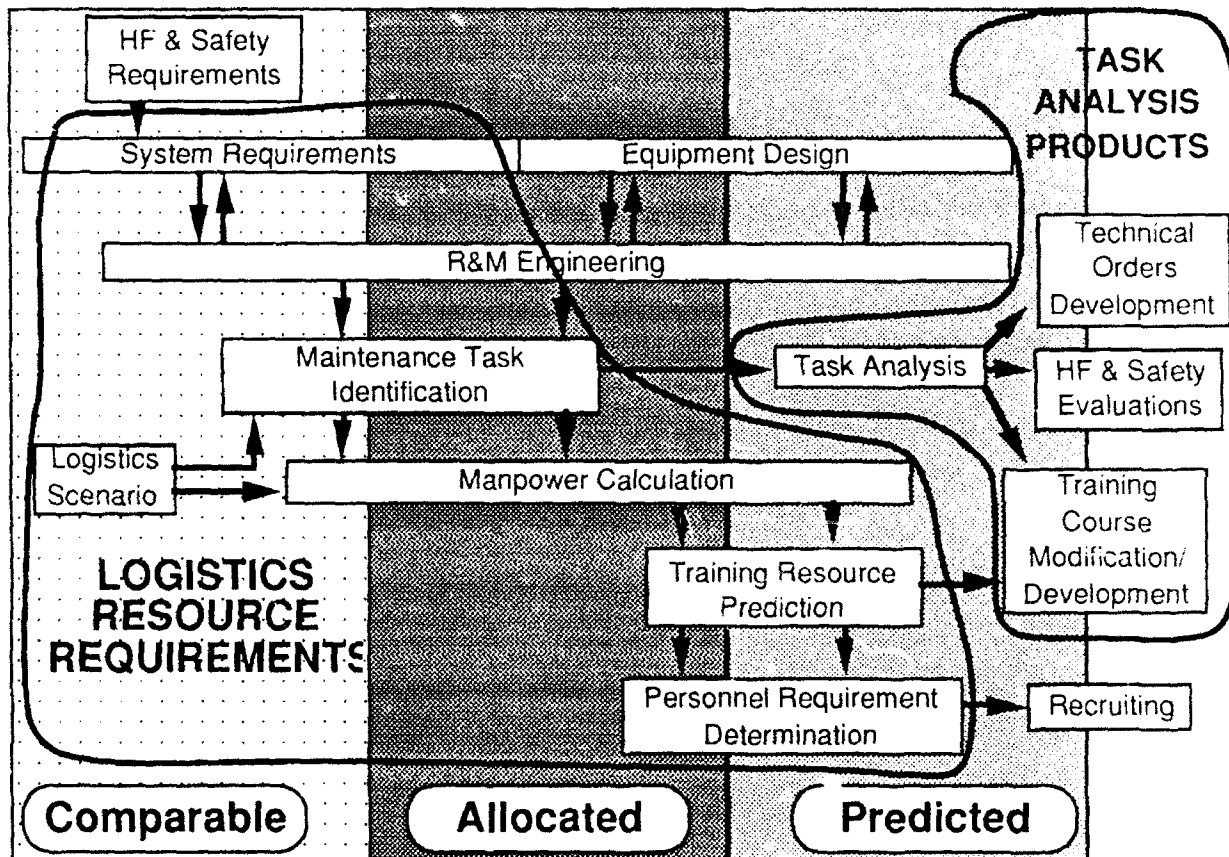 HF & Safety
Requirements
TASK
ANALYSIS
PRODUCTS
System Requirements
Equipment Design
Technical
Orders
Development
R&M Engineering
Maintenance Task
Identification
Task Analysis
HF & Safety
Evaluations
Logistics
Scenario
Manpower Calculation
Training
Course
Modification/
Development
LOGISTICS
RESOURCE
REQUIREMENTS
Training Resource
Prediction
Personnel Requirement
Determination
Recruiting
Comparable
Allocated
Predicted